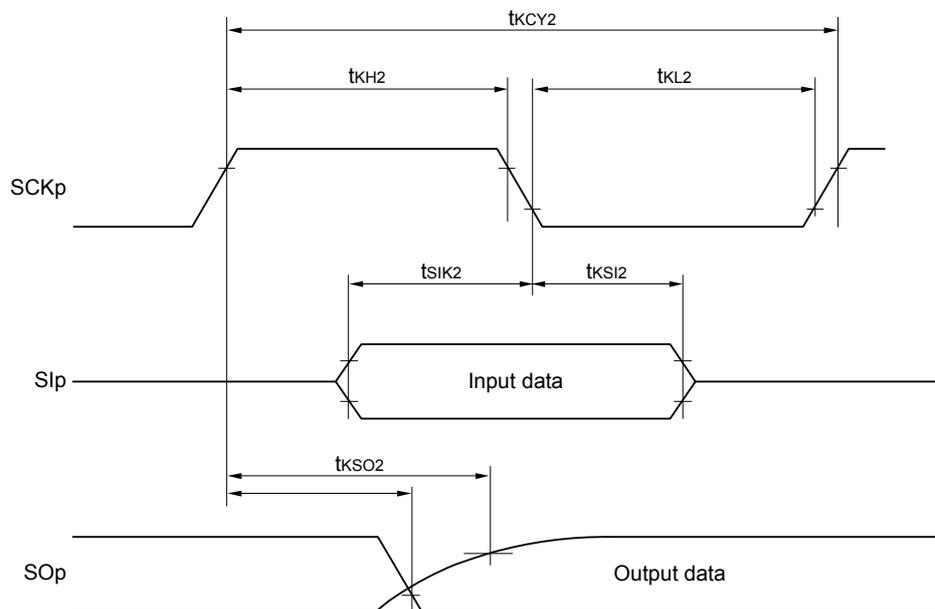 tKCY2
tKH2
tKL2
SCKp
tSIK2
tKSI2
SIp
Input data
tKSO2
SOp
Output data